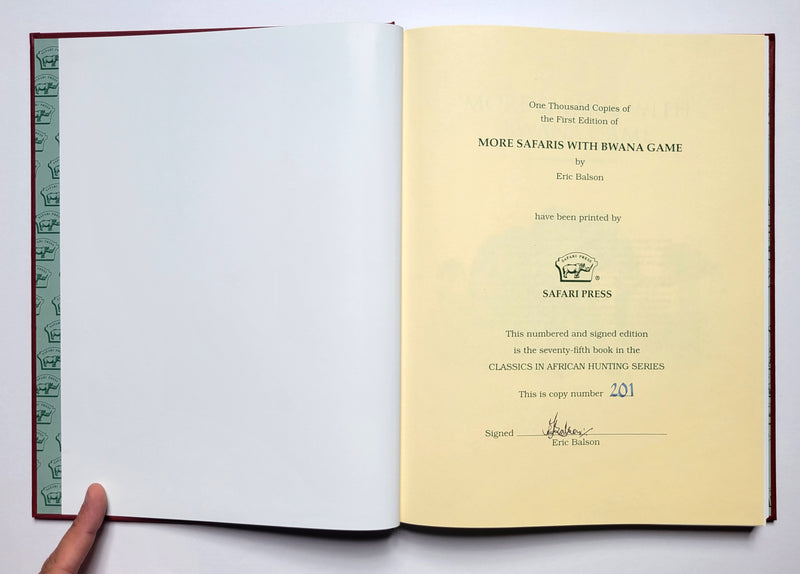 One Thousand Copies of
the First Edition of
MORE SAFARIS WITH BWANA GAME
by
Eric Balson
have been printed by
SAFARI PRESS
®
SAFARI PRESS
This numbered and signed edition
is the seventy-fifth book in the
CLASSICS IN AFRICAN HUNTING SERIES
This is copy number 201
Signed
Eric Balson